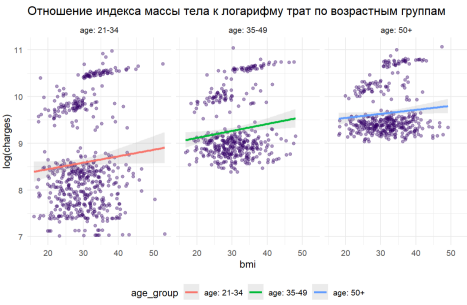 Отношение индекса массы тела к логарифму трат по возрастным группам
age: 21-34 age: 35-49 age: 50+
11
10
9
8
7
log(charges)
20 30 40 50 20 30 40 50 20 30 40 50
bmi
age_group age: 21-34 age: 35-49 age: 50+